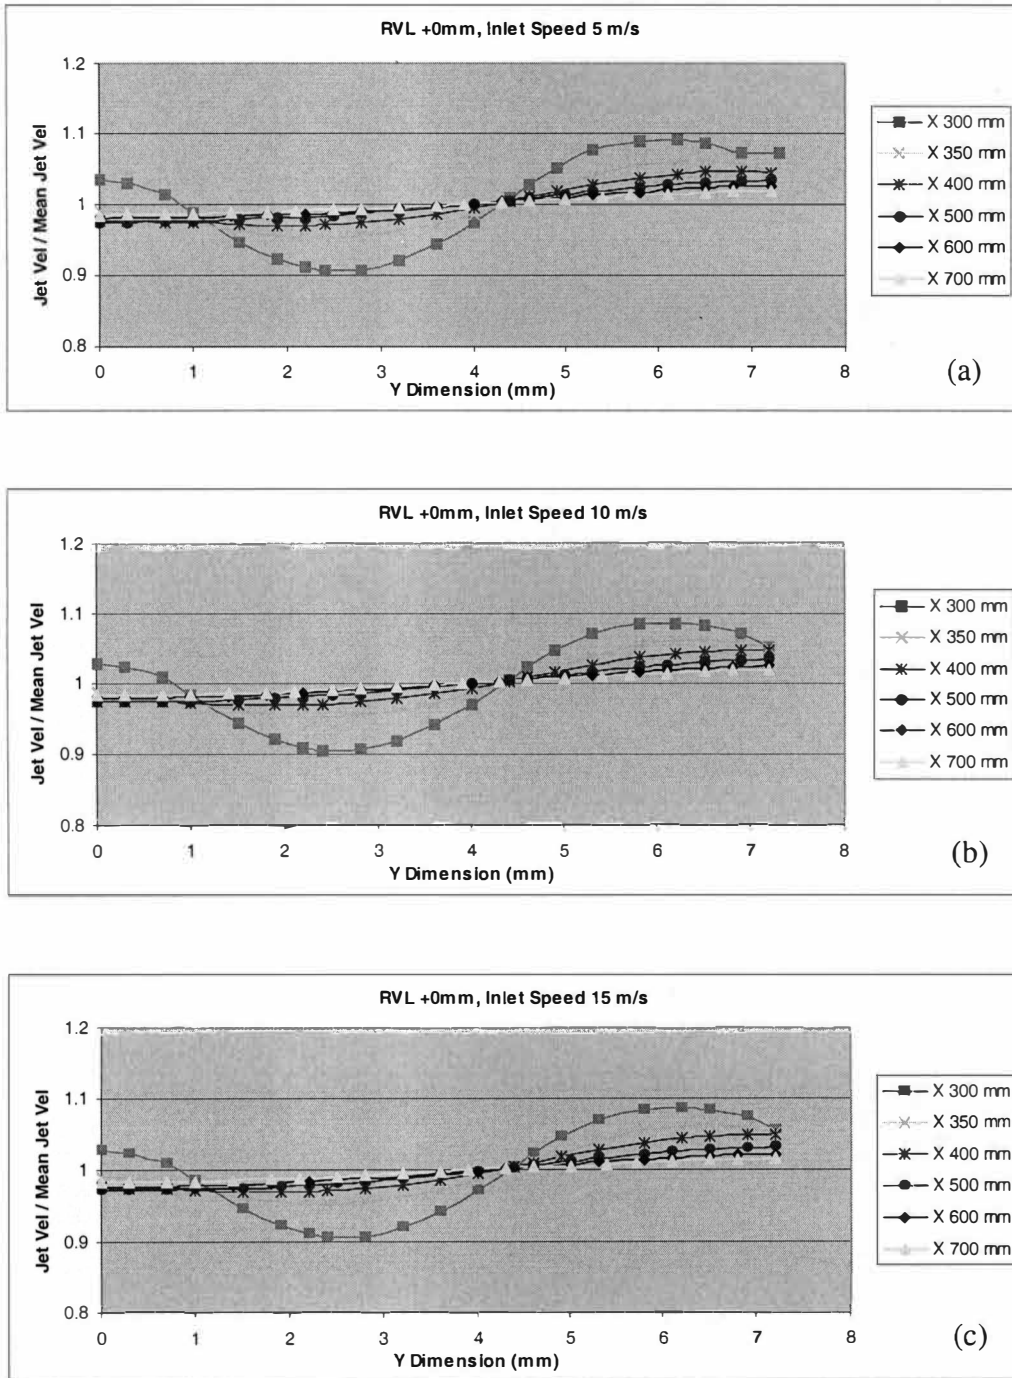 RVL +0mm, Inlet Speed 5 m/s
Jet Vel / Mean Jet Vel
1.2
1.1
1
0.9
0.8
0 1 2 3 4 5 6 7 8
Y Dimension (mm)
X 300 mm
X 350 mm
X 400 mm
X 500 mm
X 600 mm
X 700 mm
(a)
RVL +0mm, Inlet Speed 10 m/s
Jet Vel / Mean Jet Vel
1.2
1.1
1
0.9
0.8
0 1 2 3 4 5 6 7 8
Y Dimension (mm)
X 300 mm
X 350 mm
X 400 mm
X 500 mm
X 600 mm
X 700 mm
(b)
RVL +0mm, Inlet Speed 15 m/s
Jet Vel / Mean Jet Vel
1.2
1.1
1
0.9
0.8
0 1 2 3 4 5 6 7 8
Y Dimension (mm)
X 300 mm
X 350 mm
X 400 mm
X 500 mm
X 600 mm
X 700 mm
(c)